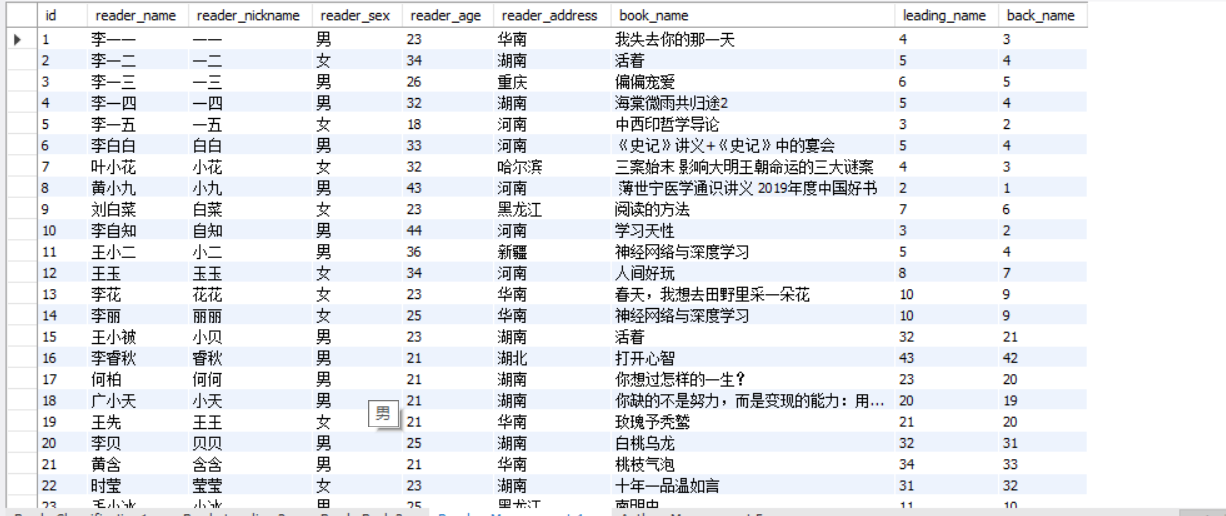 id reader_name reader_nickname reader_sex reader_age reader_address book_name leading_name back_name
1 李一一 一一 男 23 华南 我失去你的那一天 4 3
2 李一二 一二 女 34 湖南 活着 5 4
3 李一三 一三 男 26 重庆 偏偏宠爱 6 5
4 李一四 一四 男 32 湖南 海棠微雨共归途2 5 4
5 李一五 一五 女 18 河南 中西印哲学导论 3 2
6 李白白 白白 男 33 河南 《史记》讲义+《史记》中的宴会 5 4
7 叶小花 小花 女 32 哈尔滨 三案始末 影响大明王朝命运的三大谜案 4 3
8 黄小九 小九 男 43 河南 薄世宁医学通识讲义 2019年度中国好书 2 1
9 刘白菜 白菜 女 23 黑龙江 阅读的方法 7 6
10 李自知 自知 男 44 河南 学习天性 3 2
11 王小二 小二 男 36 新疆 神经网络与深度学习 5 4
12 王玉 玉玉 女 34 河南 人间好玩 8 7
13 李花 花花 女 23 华南 春天，我想去田野里采一朵花 10 9
14 李丽 丽丽 女 25 华南 神经网络与深度学习 10 9
15 王小被 小贝 男 23 湖南 活着 32 21
16 李睿秋 睿秋 男 21 湖北 打开心智 43 42
17 何柏 何何 男 21 湖南 你想过怎样的一生？ 23 20
18 广小天 小天 男 21 湖南 你缺的不是努力，而是变现的能力：用... 20 19
19 王先 王王 女 21 华南 玫瑰予秃鹫 21 20
男
20 李贝 贝贝 男 25 湖南 白桃乌龙 32 31
21 黄含 含含 男 21 华南 桃枝气泡 34 33
22 时莹 莹莹 女 23 湖南 十年一品温如言 31 32
23 男 25 黑龙江 11 10